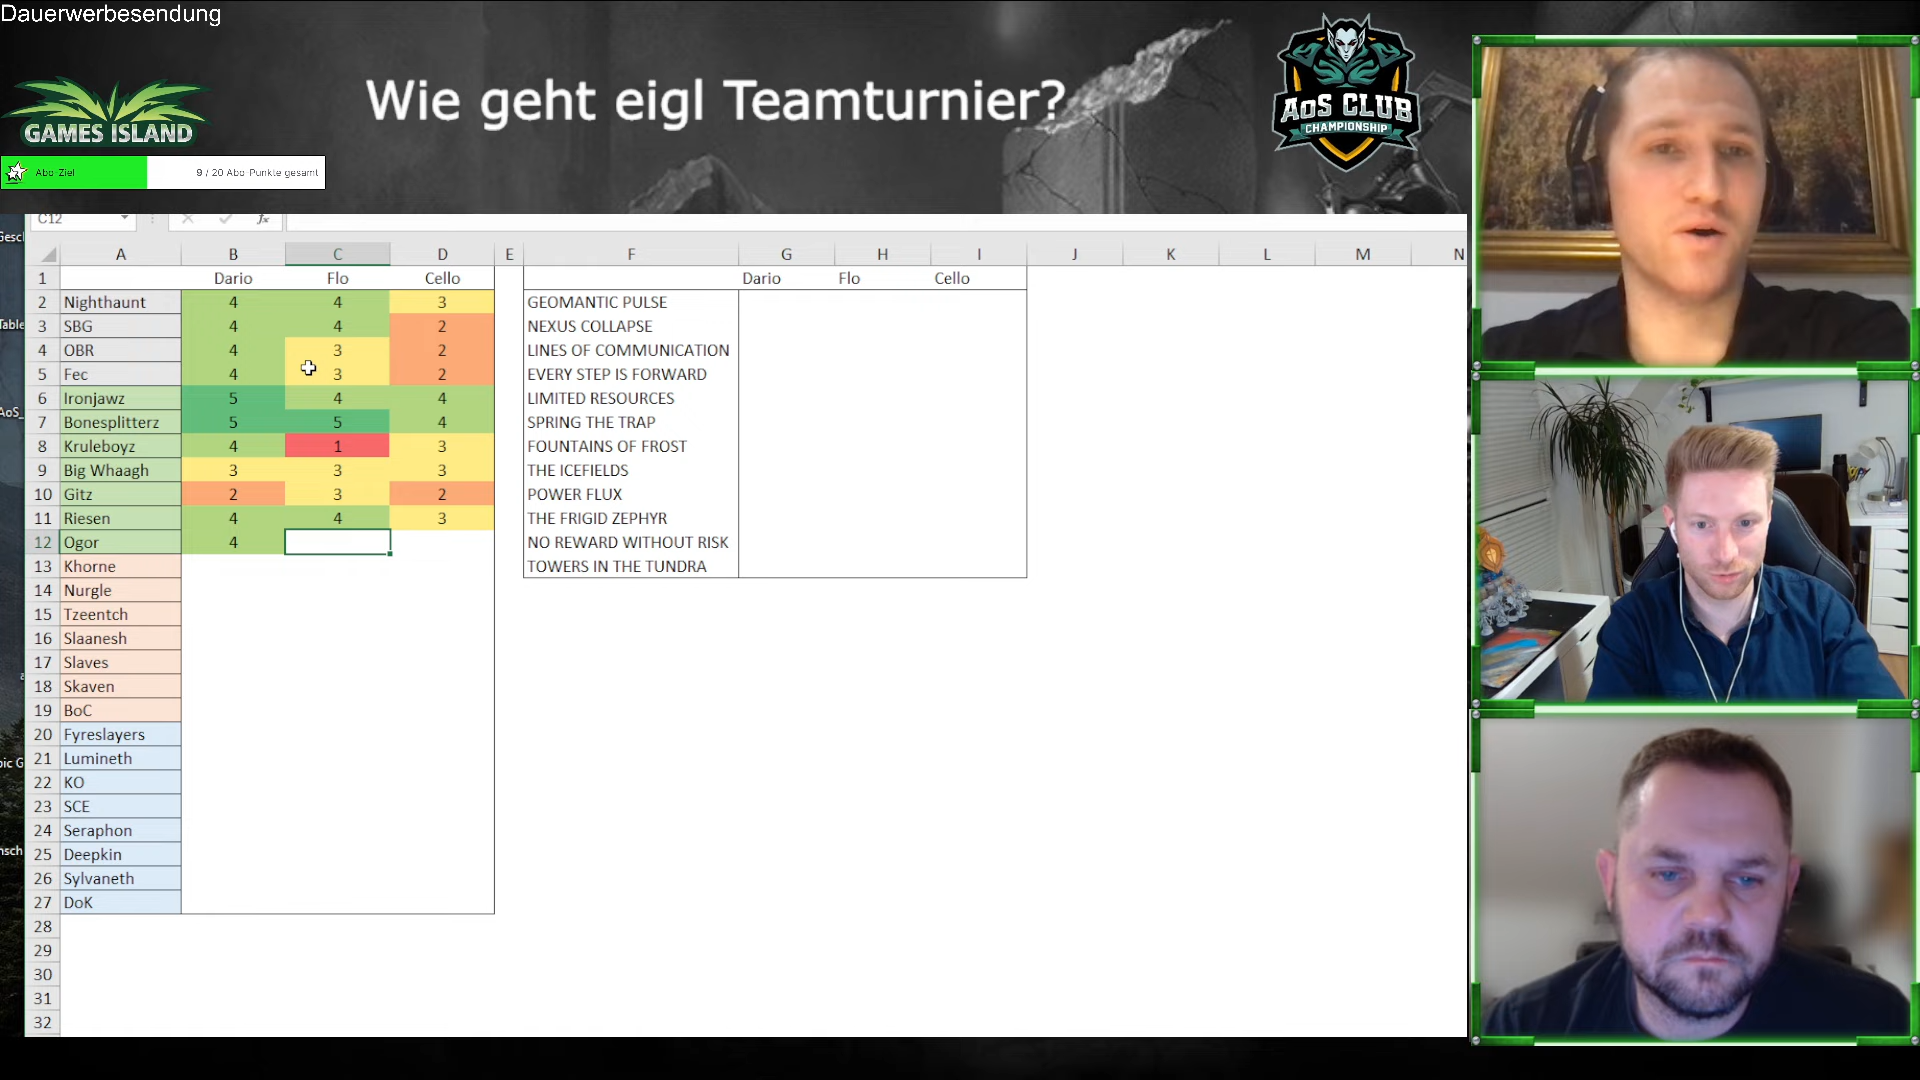 Dauerwerbesendung
GAMES ISLAND
Wie geht eigl Teamturnier?
AoS CLUB
CHAMPIONSHIP
Abo-Ziel 9 / 20 Abo-Punkte gesamt
C12 fx
A B C D E F G H I J K L M N
1 Dario Flo Cello Dario Flo Cello
2 Nighthaunt 4 4 3 GEOMANTIC PULSE
3 SBG 4 4 2 NEXUS COLLAPSE
4 OBR 4 3 2 LINES OF COMMUNICATION
5 Fec 4 3 2 EVERY STEP IS FORWARD
6 Ironjawz 5 4 4 LIMITED RESOURCES
7 Bonesplitterz 5 5 4 SPRING THE TRAP
8 Kruleboyz 4 1 3 FOUNTAINS OF FROST
9 Big Whaagh 3 3 3 THE ICEFIELDS
10 Gitz 2 3 2 POWER FLUX
11 Riesen 4 4 3 THE FRIGID ZEPHYR
12 Ogor 4 NO REWARD WITHOUT RISK
13 Khorne TOWERS IN THE TUNDRA
14 Nurgle
15 Tzeentch
16 Slaanesh
17 Slaves
18 Skaven
19 BoC
20 Fyreslayers
21 Lumineth
22 KO
23 SCE
24 Seraphon
25 Deepkin
26 Sylvaneth
27 DoK
28
29
30
31
32